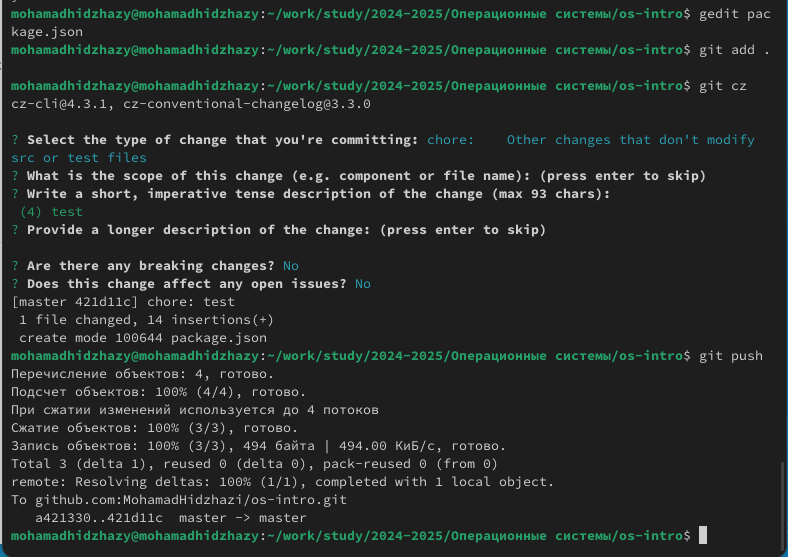 mohamadhidzhazy@mohamadhidzhazy:~/work/study/2024-2025/Операционные системы/os-intro$ gedit pac
kage.json
mohamadhidzhazy@mohamadhidzhazy:~/work/study/2024-2025/Операционные системы/os-intro$ git add .
mohamadhidzhazy@mohamadhidzhazy:~/work/study/2024-2025/Операционные системы/os-intro$ git cz
cz-cli@4.3.1, cz-conventional-changelog@3.3.0
? Select the type of change that you're committing: chore:    Other changes that don't modify
src or test files
? What is the scope of this change (e.g. component or file name): (press enter to skip)
? Write a short, imperative tense description of the change (max 93 chars):
 (4) test
? Provide a longer description of the change: (press enter to skip)
? Are there any breaking changes? No
? Does this change affect any open issues? No
[master 421d11c] chore: test
 1 file changed, 14 insertions(+)
 create mode 100644 package.json
mohamadhidzhazy@mohamadhidzhazy:~/work/study/2024-2025/Операционные системы/os-intro$ git push
Перечисление объектов: 4, готово.
Подсчет объектов: 100% (4/4), готово.
При сжатии изменений используется до 4 потоков
Сжатие объектов: 100% (3/3), готово.
Запись объектов: 100% (3/3), 494 байта | 494.00 КиБ/с, готово.
Total 3 (delta 1), reused 0 (delta 0), pack-reused 0 (from 0)
remote: Resolving deltas: 100% (1/1), completed with 1 local object.
To github.com:MohamadHidzhazi/os-intro.git
   a421330..421d11c  master -> master
mohamadhidzhazy@mohamadhidzhazy:~/work/study/2024-2025/Операционные системы/os-intro$